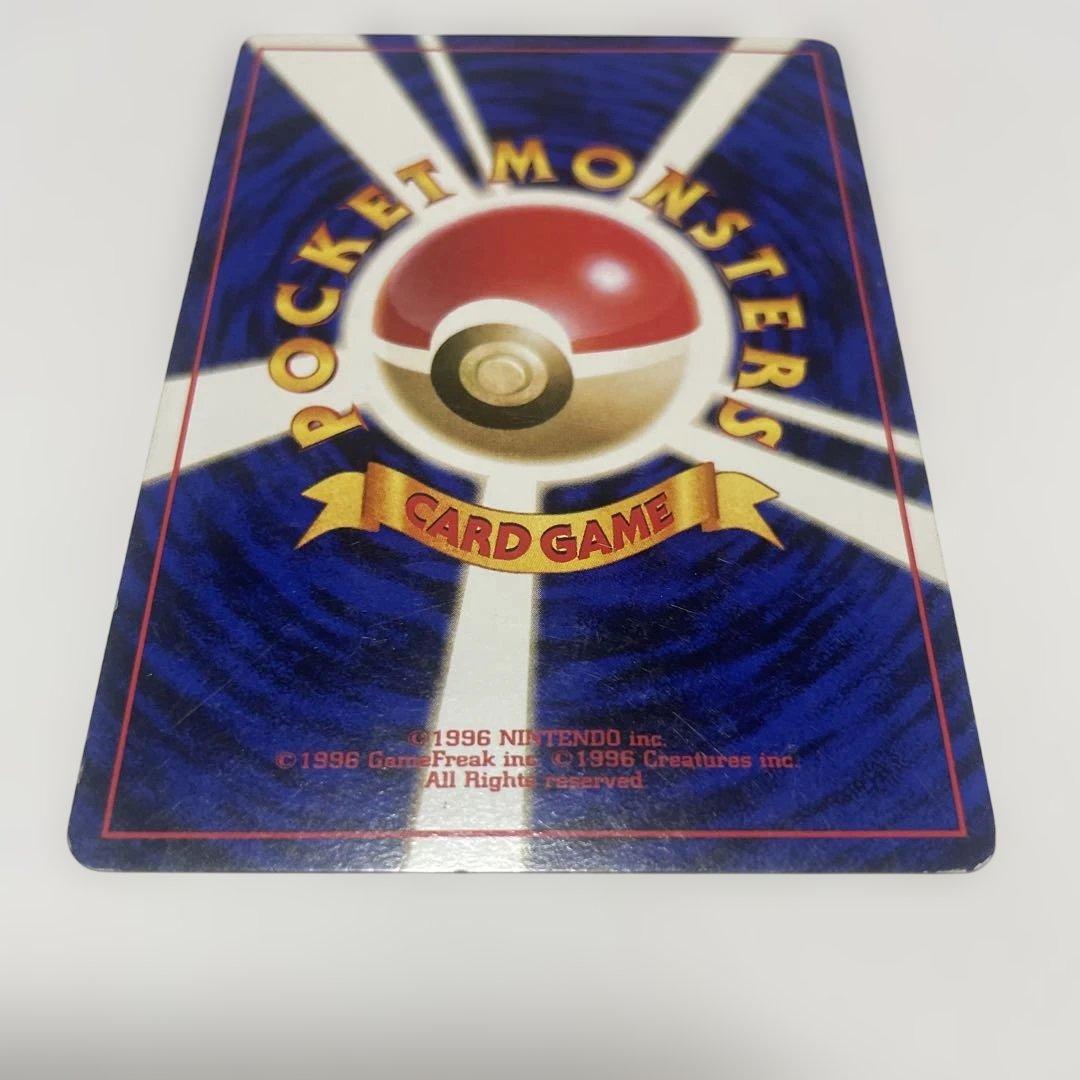 POCKET MONSTERS
CARD GAME
©1996 NINTENDO inc.
©1996 GameFreak inc. ©1996 Creatures inc.
All Rights reserved.